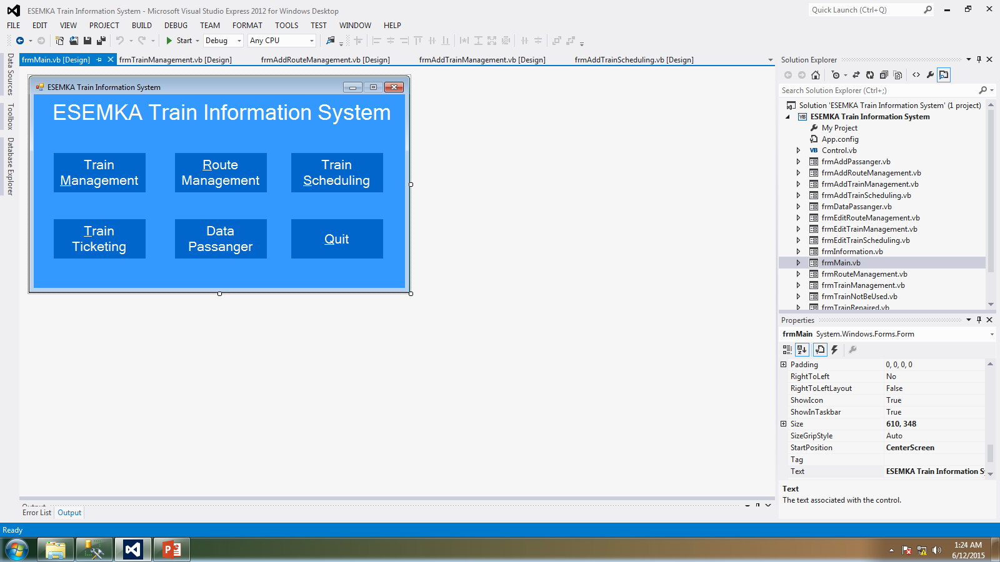 ESEMKA Train Information System - Microsoft Visual Studio Express 2012 for Windows Desktop
Quick Launch (Ctrl+Q)
FILE EDIT VIEW PROJECT BUILD DEBUG TEAM FORMAT TOOLS TEST WINDOW HELP
Start Debug Any CPU
frmMain.vb [Design] frmTrainManagement.vb [Design] frmAddRouteManagement.vb [Design] frmAddTrainManagement.vb [Design] frmAddTrainScheduling.vb [Design]
Data Sources
Toolbox
Database Explorer
ESEMKA Train Information System
ESEMKA Train Information System
Train
Management
Route
Management
Train
Scheduling
Train
Ticketing
Data
Passanger
Quit
Solution Explorer
Search Solution Explorer (Ctrl+;)
Solution 'ESEMKA Train Information System' (1 project)
VB ESEMKA Train Information System
My Project
App.config
VB Control.vb
frmAddPassanger.vb
frmAddRouteManagement.vb
frmAddTrainManagement.vb
frmAddTrainScheduling.vb
frmDataPassanger.vb
frmEditRouteManagement.vb
frmEditTrainManagement.vb
frmEditTrainScheduling.vb
frmInformation.vb
frmMain.vb
frmRouteManagement.vb
frmTrainManagement.vb
frmTrainNotBeUsed.vb
frmTrainRepaired.vb
Properties
frmMain System.Windows.Forms.Form
Padding 0, 0, 0, 0
RightToLeft No
RightToLeftLayout False
ShowIcon True
ShowInTaskbar True
Size 610, 348
SizeGripStyle Auto
StartPosition CenterScreen
Tag
Text ESEMKA Train Information S
Text
The text associated with the control.
Output
Error List Output
Ready
1:24 AM
6/12/2015